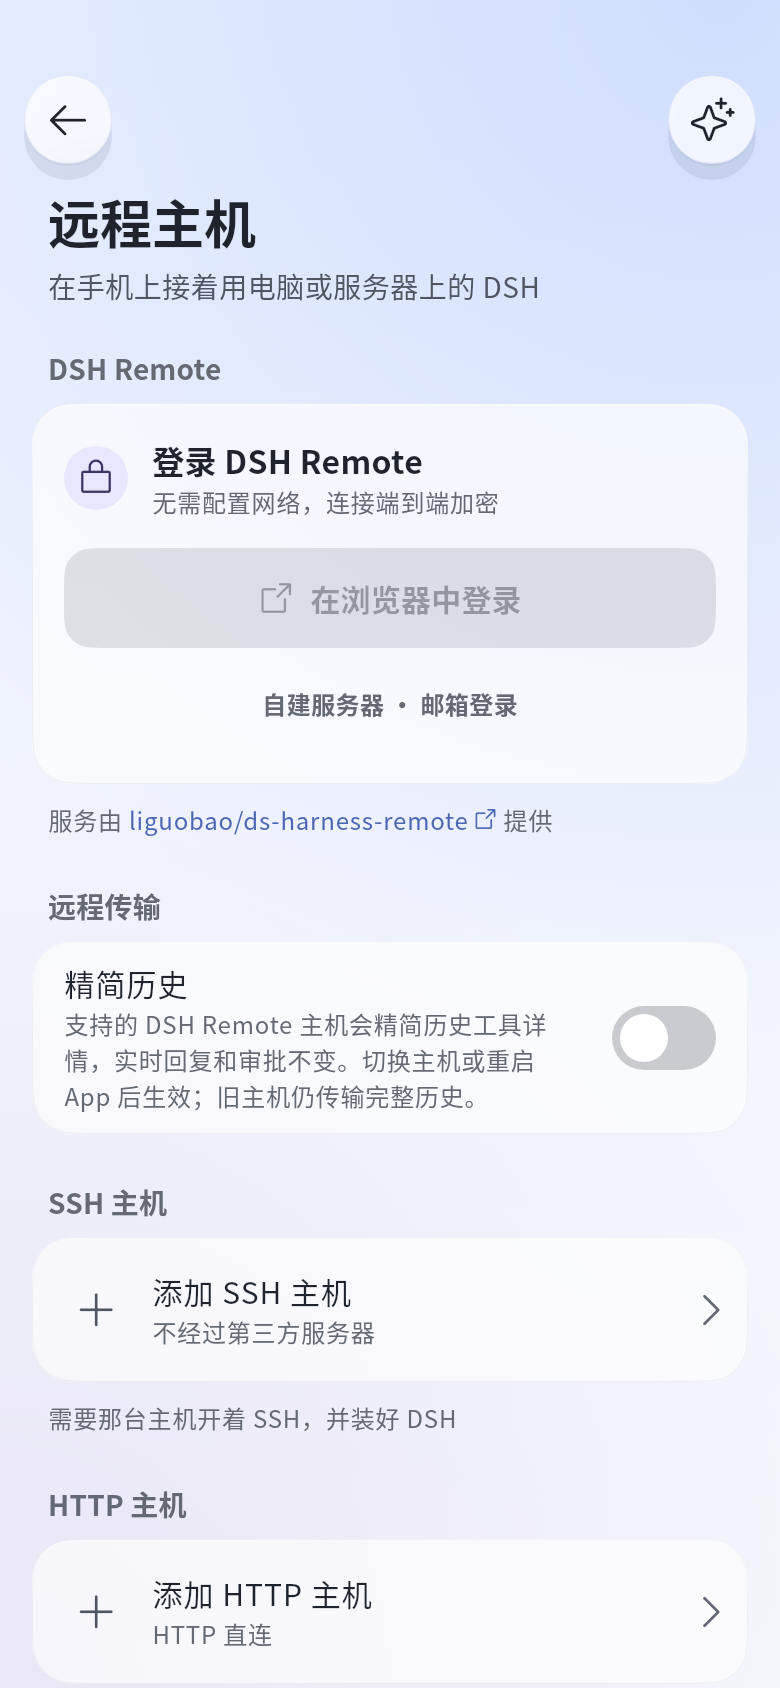 远程主机
在手机上接着用电脑或服务器上的 DSH
DSH Remote
登录 DSH Remote
无需配置网络，连接端到端加密
在浏览器中登录
自建服务器 · 邮箱登录
服务由 liguobao/ds-harness-remote 提供
远程传输
精简历史
支持的 DSH Remote 主机会精简历史工具详
情，实时回复和审批不变。切换主机或重启
App 后生效；旧主机仍传输完整历史。
SSH 主机
添加 SSH 主机
不经过第三方服务器
需要那台主机开着 SSH，并装好 DSH
HTTP 主机
添加 HTTP 主机
HTTP 直连